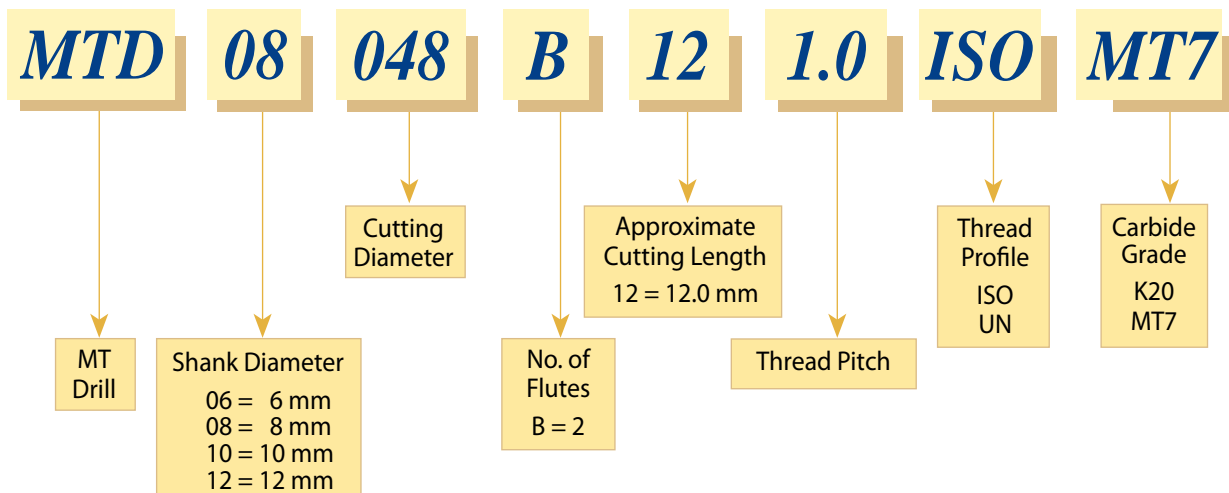 MTD 08 048 B 12 1.0 ISO MT7
MT
Drill
Shank Diameter
06 = 6 mm
08 = 8 mm
10 = 10 mm
12 = 12 mm
Cutting
Diameter
No. of
Flutes
B = 2
Approximate
Cutting Length
12 = 12.0 mm
Thread Pitch
Thread
Profile
ISO
UN
Carbide
Grade
K20
MT7